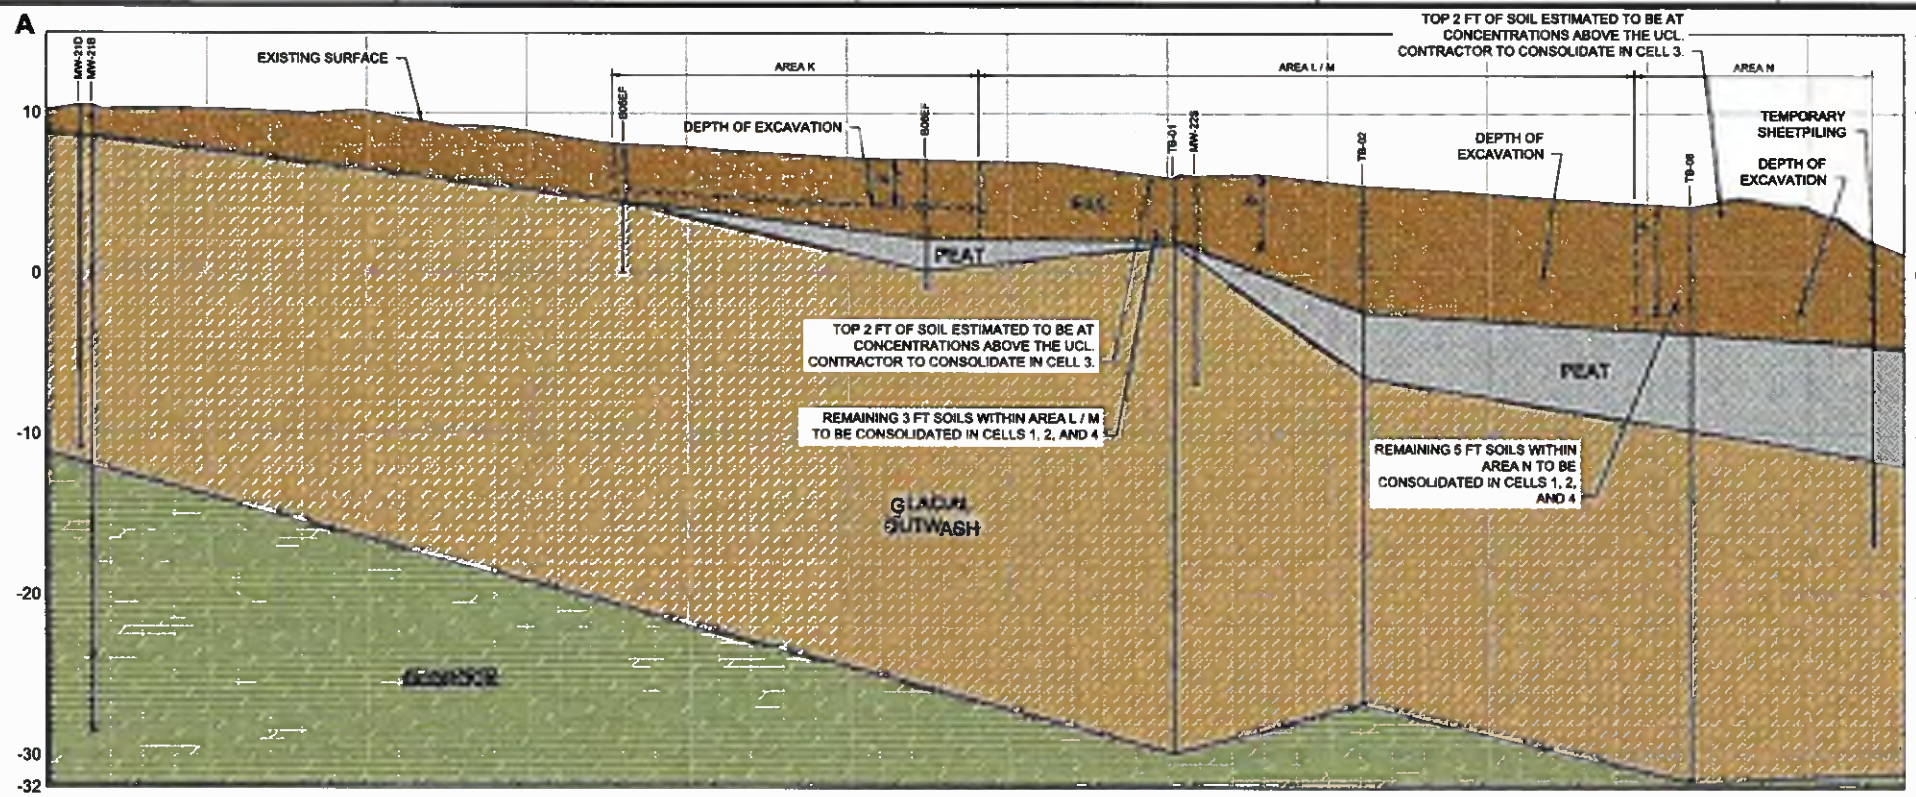 A
MW-21D
MW-21B
EXISTING SURFACE
AREA K
AREA L / M
AREA N
TOP 2 FT OF SOIL ESTIMATED TO BE AT
CONCENTRATIONS ABOVE THE UCL.
CONTRACTOR TO CONSOLIDATE IN CELL 3.
TEMPORARY
SHEETPILING
DEPTH OF EXCAVATION
DEPTH OF
EXCAVATION
DEPTH OF
EXCAVATION
TB-01
MW-22S
TB-02
10
0
-10
-20
-30
-32
FILL
PEAT
PEAT
TOP 2 FT OF SOIL ESTIMATED TO BE AT
CONCENTRATIONS ABOVE THE UCL.
CONTRACTOR TO CONSOLIDATE IN CELL 3.
REMAINING 3 FT SOILS WITHIN AREA L / M
TO BE CONSOLIDATED IN CELLS 1, 2, AND 4
REMAINING 5 FT SOILS WITHIN
AREA N TO BE
CONSOLIDATED IN CELLS 1, 2,
AND 4
GLACIAL
OUTWASH
BEDROCK